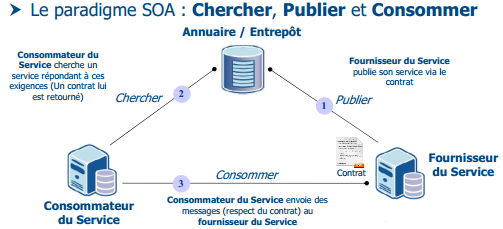 ➤ Le paradigme SOA : Chercher, Publier et Consommer
Annuaire / Entrepôt
Consommateur du
Service cherche un
service répondant à ces
exigences (Un contrat lui
est retourné)
Fournisseur du Service
publie son service via le
contrat
Chercher
2
1
Publier
Contrat
Fournisseur
du Service
Consommer
3
Consommateur
du Service
Consommateur du Service envoie des
messages (respect du contrat) au
fournisseur du Service